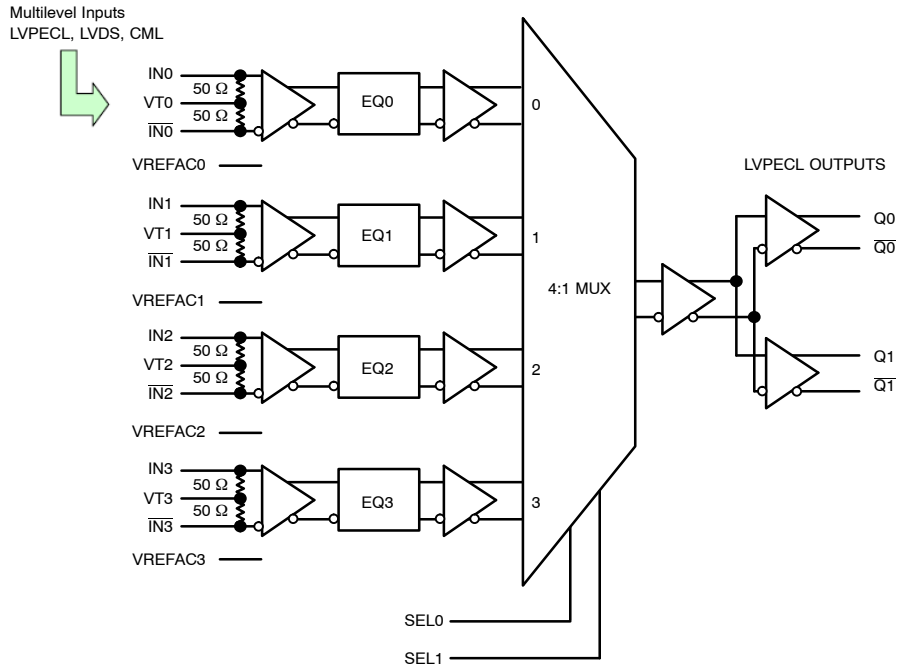 Multilevel Inputs
LVPECL, LVDS, CML
IN0
50 Ω
VT0
50 Ω
IN0
VREFAC0
EQ0
0
IN1
50 Ω
VT1
50 Ω
IN1
VREFAC1
EQ1
1
IN2
50 Ω
VT2
50 Ω
IN2
VREFAC2
EQ2
2
IN3
50 Ω
VT3
50 Ω
IN3
VREFAC3
EQ3
3
4:1 MUX
SEL0
SEL1
LVPECL OUTPUTS
Q0
Q0
Q1
Q1